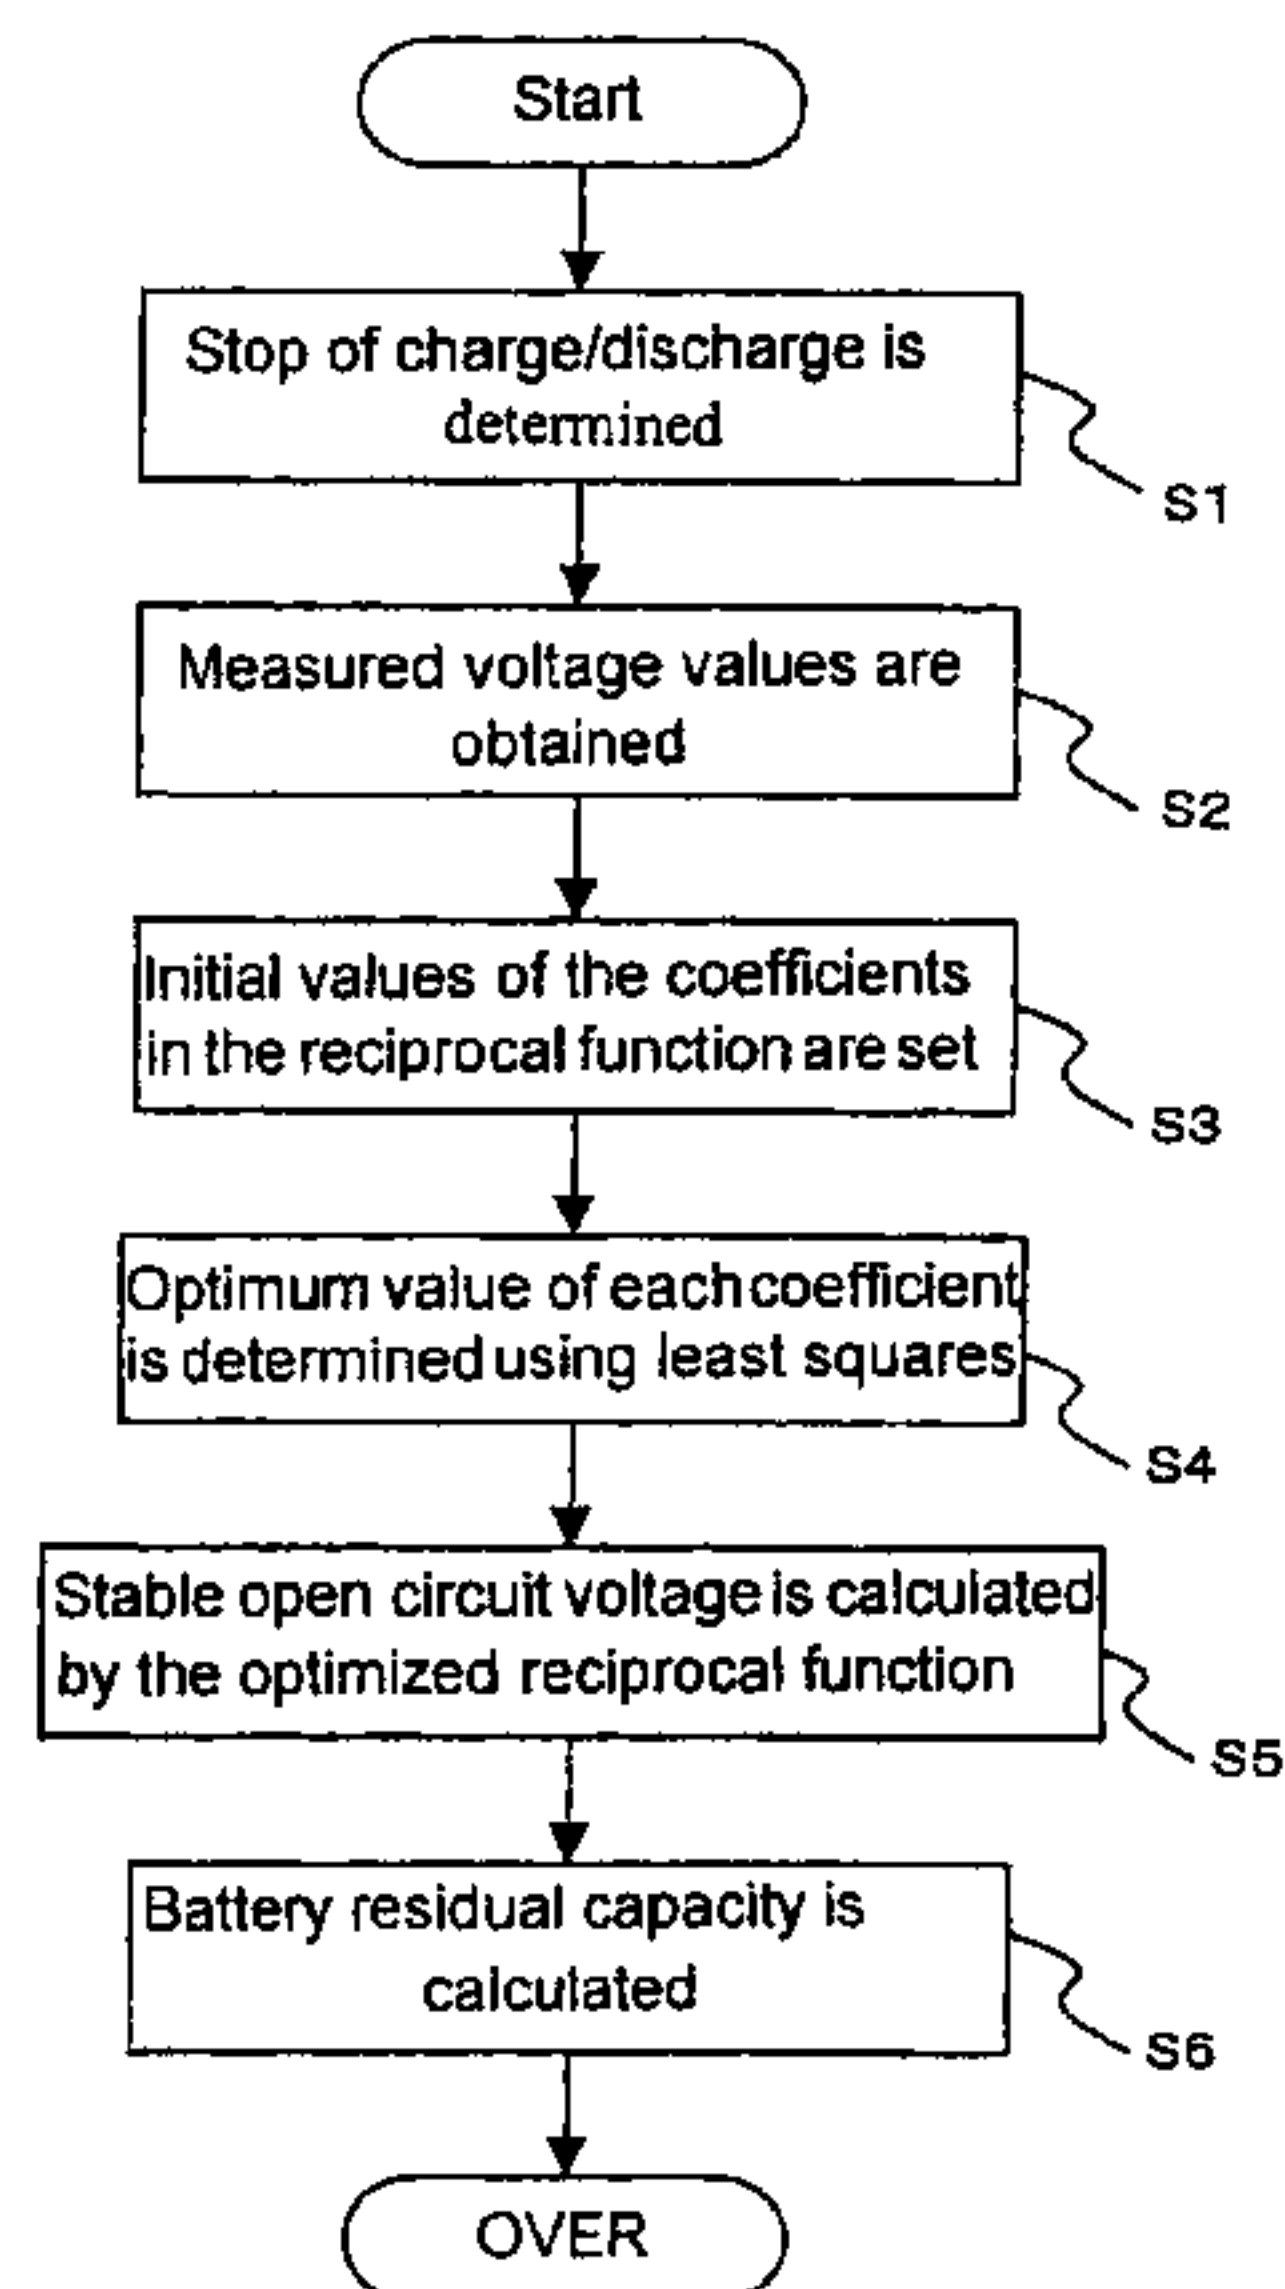 Start
Stop of charge/discharge is
determined
S1
Measured voltage values are
obtained
S2
Initial values of the coefficients
in the reciprocal function are set
S3
Optimum value of each coefficient
is determined using least squares
S4
Stable open circuit voltage is calculated
by the optimized reciprocal function
S5
Battery residual capacity is
calculated
S6
OVER